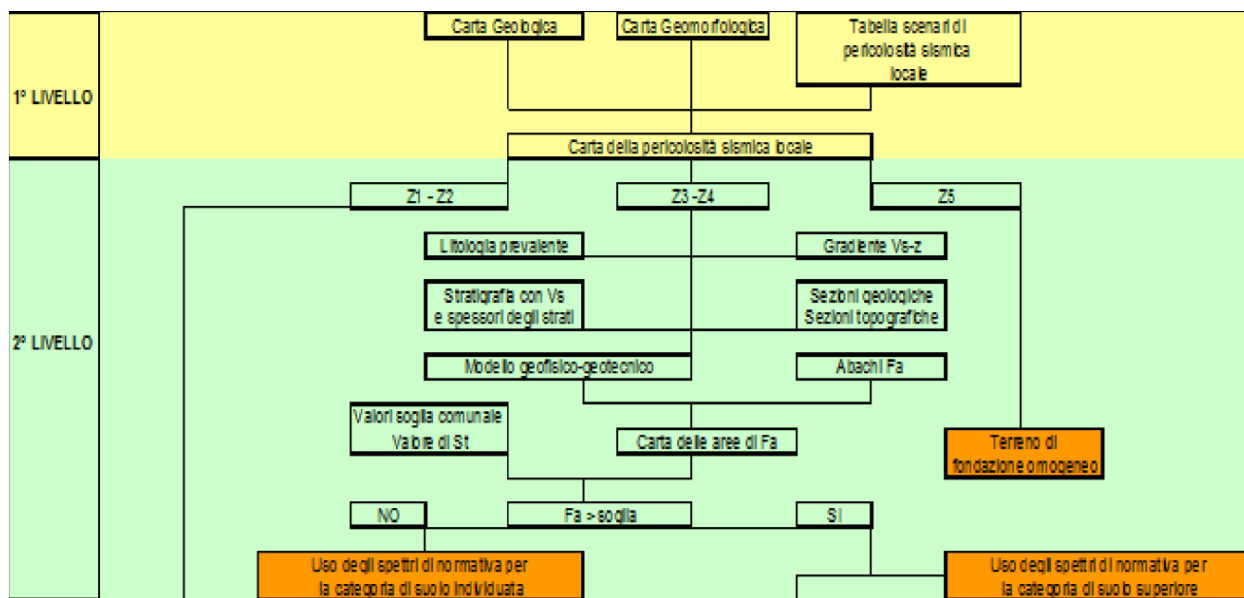 Carta Geologica
Carta Geomorfologica
Tabella scenari di
pericolosità sismica
locale
1° LIVELLO
Carta della pericolosità sismica locale
Z1 - Z2
Z3 -Z4
Z5
Litologia prevalente
Gradiente Vs-z
Stratigrafia con Vs
e spessori degli strati
Sezioni geologiche
Sezioni topografiche
2° LIVELLO
Modello geofisico-geotecnico
Abachi Fa
Valori soglia comunale
Valore di St
Carta delle aree di Fa
Terreno di
fondazione omogeneo
NO
Fa > soglia
SI
Uso degli spettri di normativa per
la categoria di suolo individuata
Uso degli spettri di normativa per
la categoria di suolo superiore